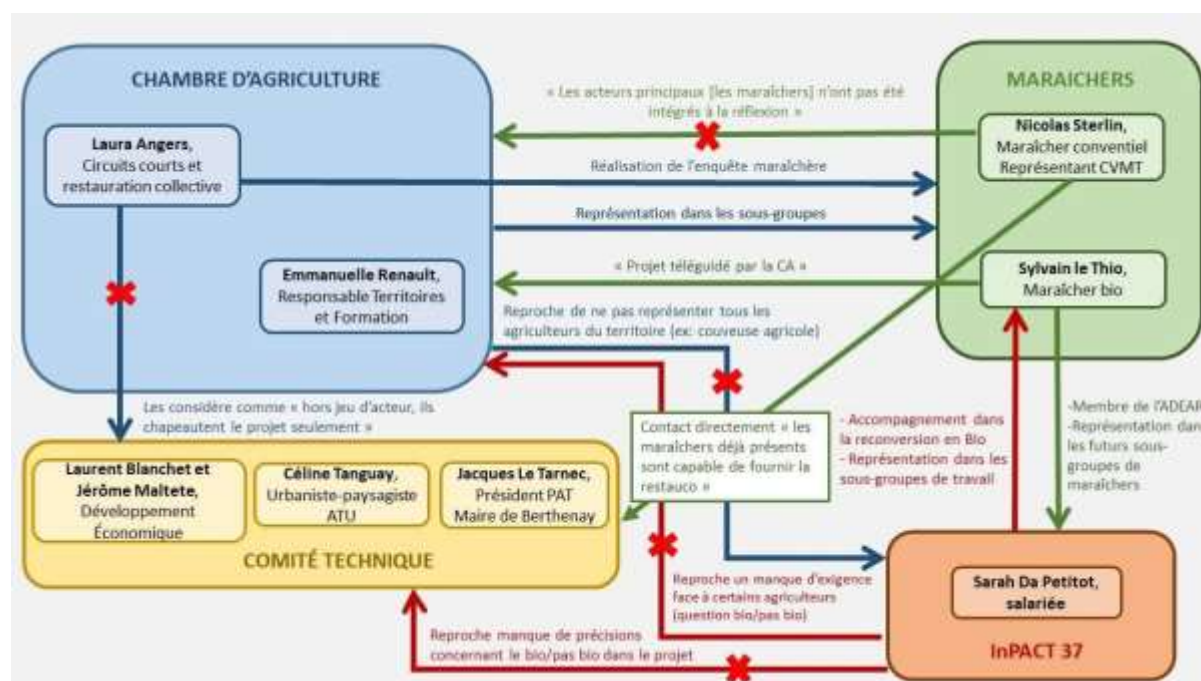 CHAMBRE D'AGRICULTURE
Laura Angers,
Circuits courts et
restauration collective
Emmanuelle Renault,
Responsable Territoires
et Formation
« Les acteurs principaux [les maraîchers] n'ont pas été
intégrés à la réflexion »
Réalisation de l'enquête maraîchère
Représentation dans les sous-groupes
« Projet téléguidé par la CA »
Reproche de ne pas représenter tous les
agriculteurs du territoire (ex: couveuse agricole)
MARAICHERS
Nicolas Sterlin,
Maraîcher conventiel
Représentant CVMT
Sylvain le Thio,
Maraîcher bio
Les considère comme « hors jeu d'acteur, ils
chapeautent le projet seulement »
Contact directement « les
maraîchers déjà présents
sont capable de fournir la
restauco »
- Accompagnement dans
la reconversion en Bio
- Représentation dans les
sous-groupes de travail
-Membre de l'ADEAR
-Représentation dans
les futurs sous-
groupes de
maraîchers
Laurent Blanchet et
Jérôme Maltete,
Développement
Économique
Céline Tanguay,
Urbaniste-paysagiste
ATU
Jacques Le Tarnec,
Président PAT
Maire de Berthenay
COMITÉ TECHNIQUE
Reproche un manque d'exigence
face à certains agriculteurs
(question bio/pas bio)
Reproche manque de précisions
concernant le bio/pas bio dans le projet
Sarah Da Petitot,
salariée
InPACT 37